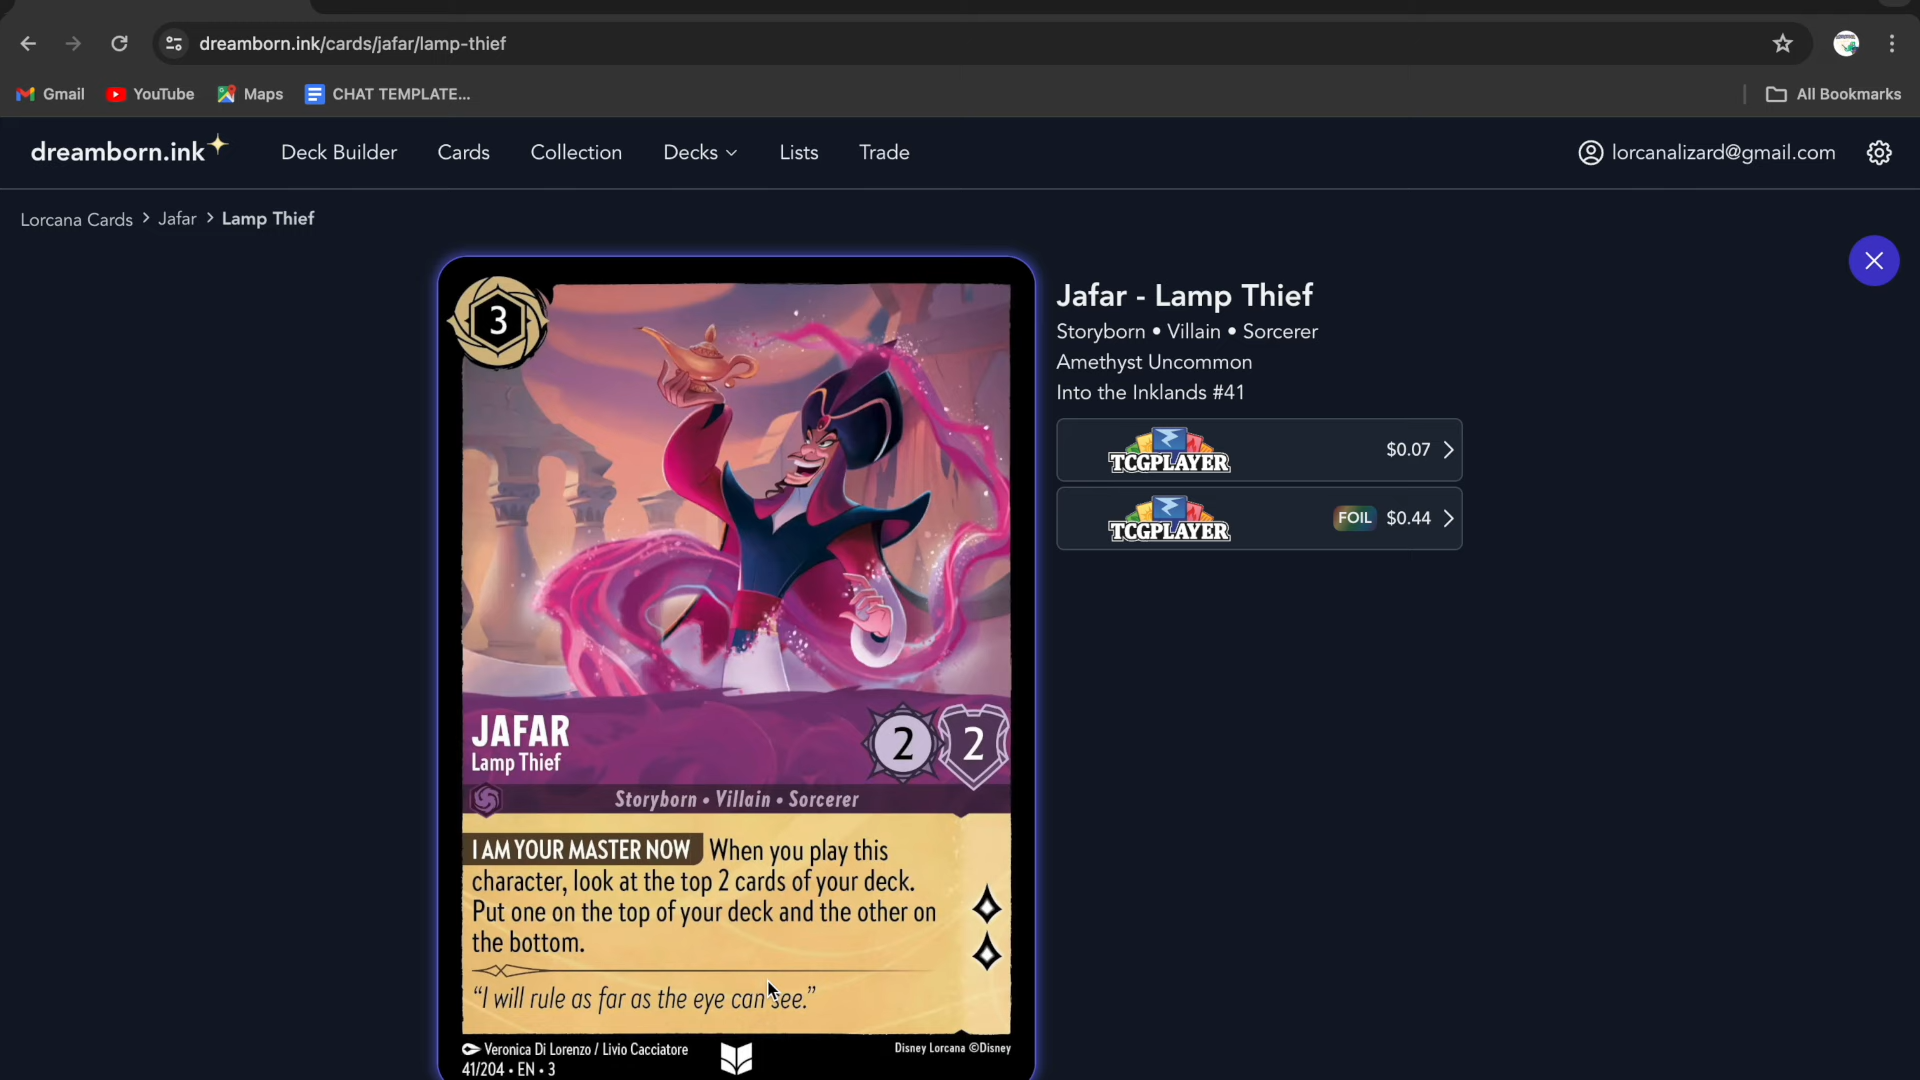 dreamborn.ink/cards/jafar/lamp-thief
Gmail
YouTube
Maps
CHAT TEMPLATE...
All Bookmarks
dreamborn.ink
Deck Builder
Cards
Collection
Decks
Lists
Trade
lorcanalizard@gmail.com
Lorcana Cards > Jafar > Lamp Thief
3
JAFAR
Lamp Thief
2
2
Storyborn • Villain • Sorcerer
I AM YOUR MASTER NOW When you play this
character, look at the top 2 cards of your deck.
Put one on the top of your deck and the other on
the bottom.
“I will rule as far as the eye can see.”
Veronica Di Lorenzo / Livio Cacciatore
41/204 • EN • 3
Disney Lorcana ©Disney
Jafar - Lamp Thief
Storyborn • Villain • Sorcerer
Amethyst Uncommon
Into the Inklands #41
TCGPLAYER $0.07
TCGPLAYER FOIL $0.44